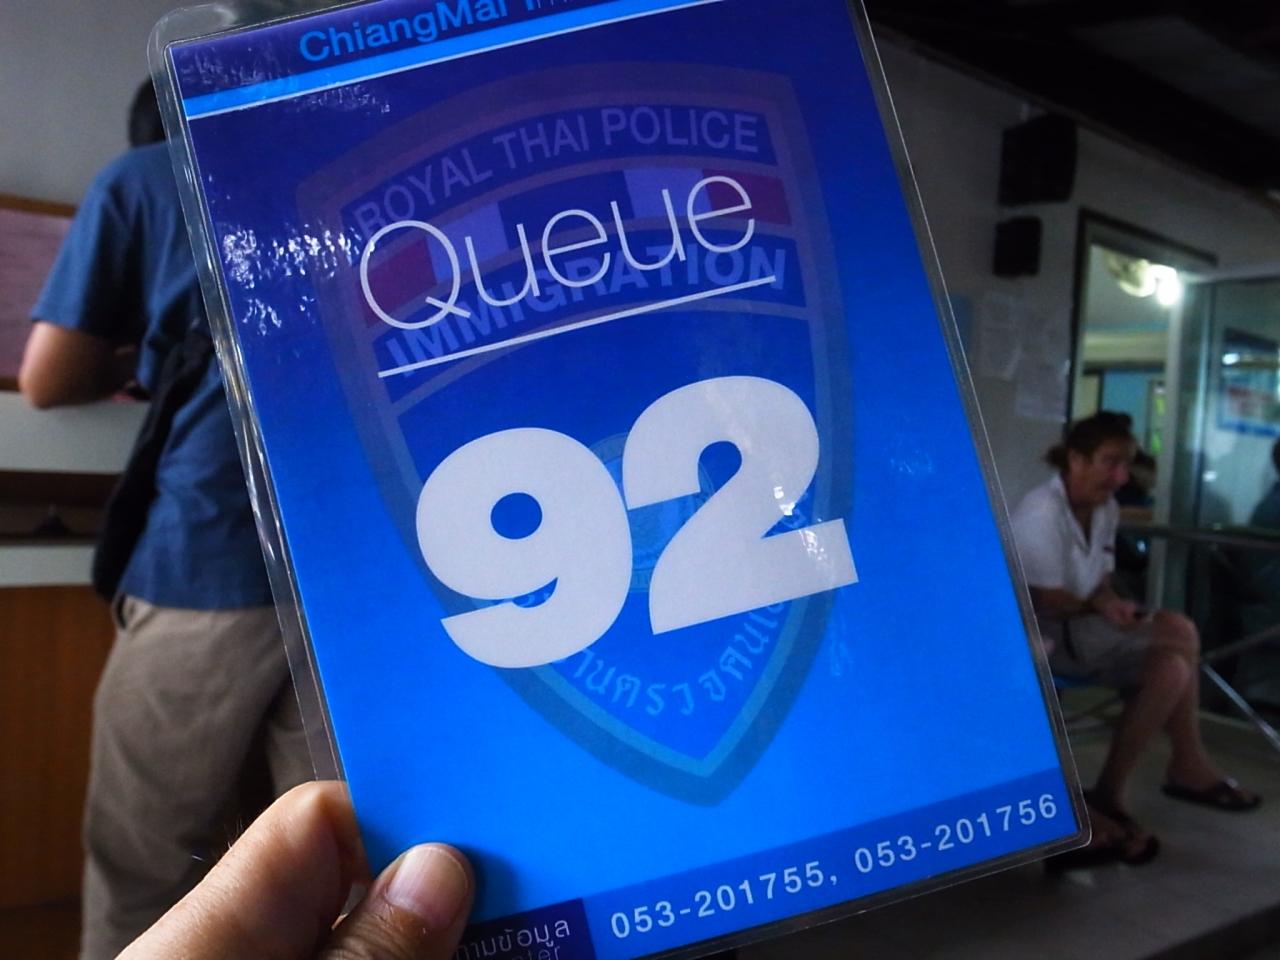 ChiangMai
ROYAL THAI POLICE
Queue
IMMIGRATION
92
053-201755, 053-201756